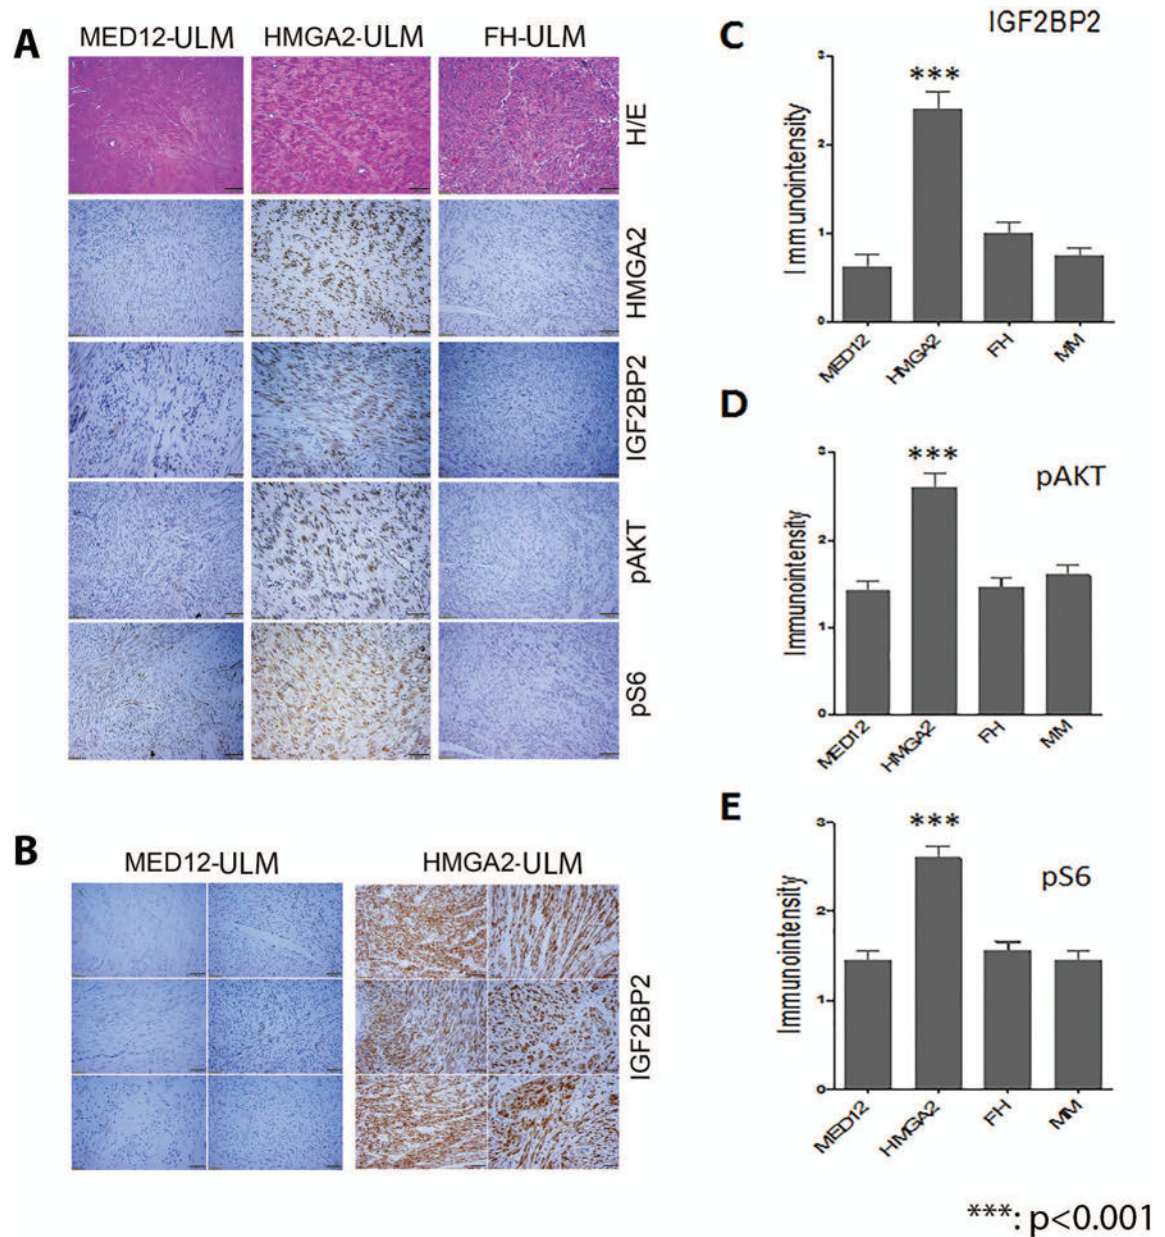 A
MED12-ULM HMGA2-ULM FH-ULM
H/E
HMGA2
IGF2BP2
pAKT
pS6
B
MED12-ULM HMGA2-ULM
IGF2BP2
C
IGF2BP2
***
Immunointensity
3
2
1
0
MED12 HMGA2 FH MM
D
pAKT
***
Immunointensity
3
2
1
0
MED12 HMGA2 FH MM
E
pS6
***
Immunointensity
3
2
1
0
MED12 HMGA2 FH MM
***: p<0.001